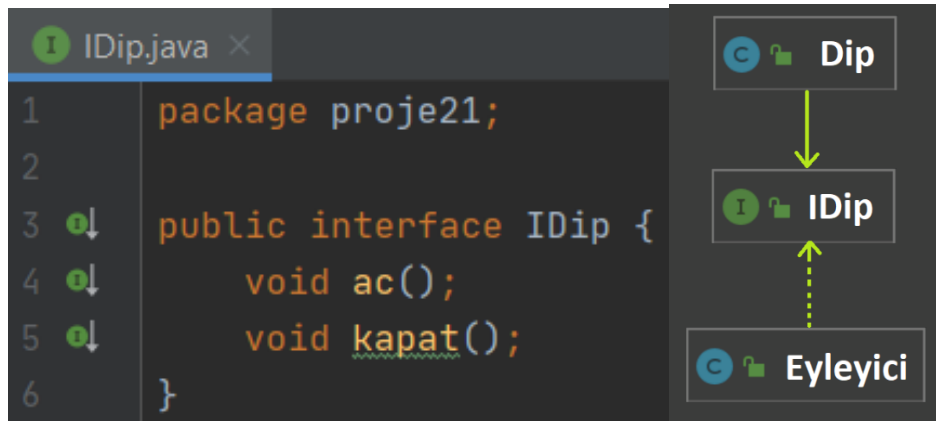 IDip.java
1 package proje21;
2
3 public interface IDip {
4 void ac();
5 void kapat();
6 }
Dip
IDip
Eyleyici